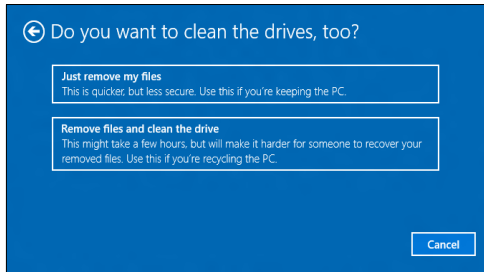 Do you want to clean the drives, too?
Just remove my files
This is quicker, but less secure. Use this if you're keeping the PC.
Remove files and clean the drive
This might take a few hours, but will make it harder for someone to recover your
removed files. Use this if you're recycling the PC.
Cancel